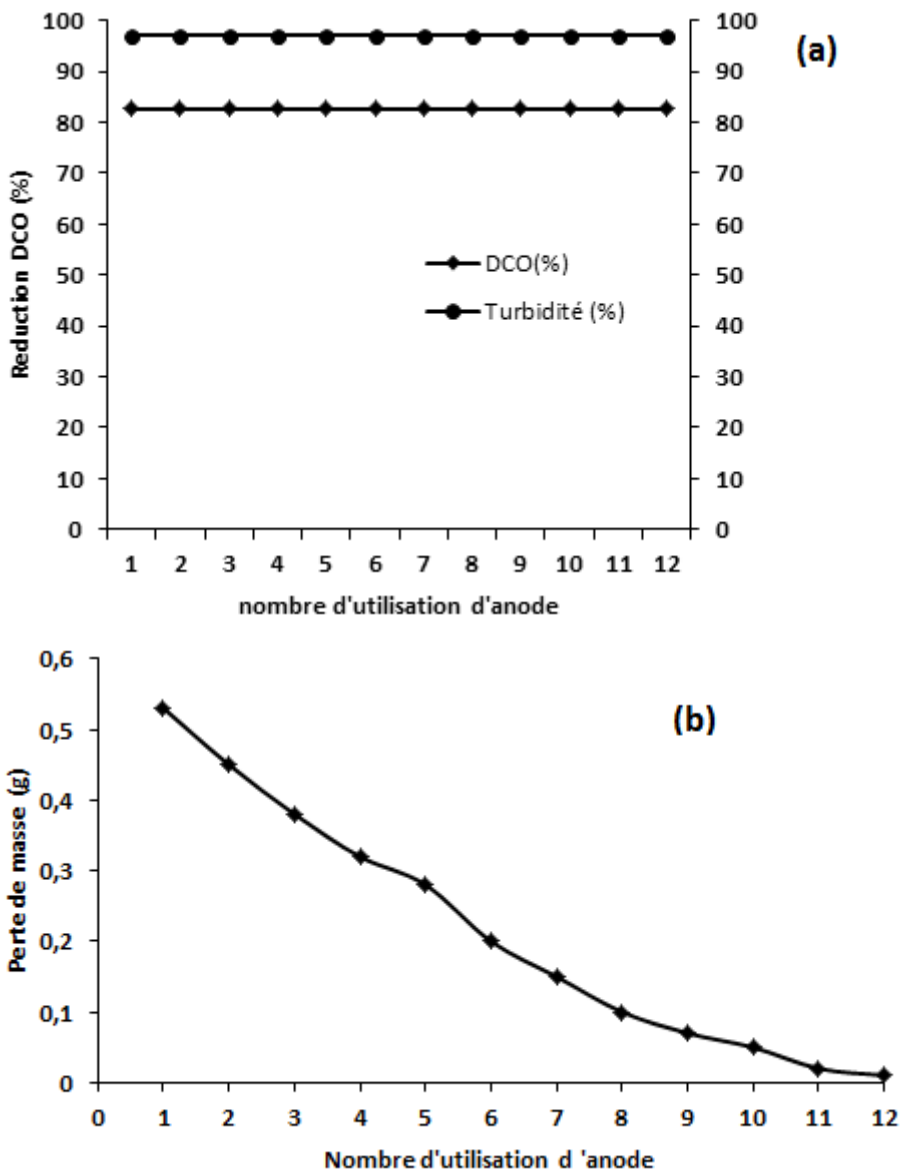 100
90
80
70
60
50
40
30
20
10
0
Reduction DCO (%)
100
90
80
70
60
50
40
30
20
10
0
(a)
DCO(%)
Turbidité (%)
1 2 3 4 5 6 7 8 9 10 11 12
nombre d'utilisation d'anode
0,6
0,5
0,4
0,3
0,2
0,1
0
Perte de masse (g)
(b)
0 1 2 3 4 5 6 7 8 9 10 11 12
Nombre d'utilisation d 'anode